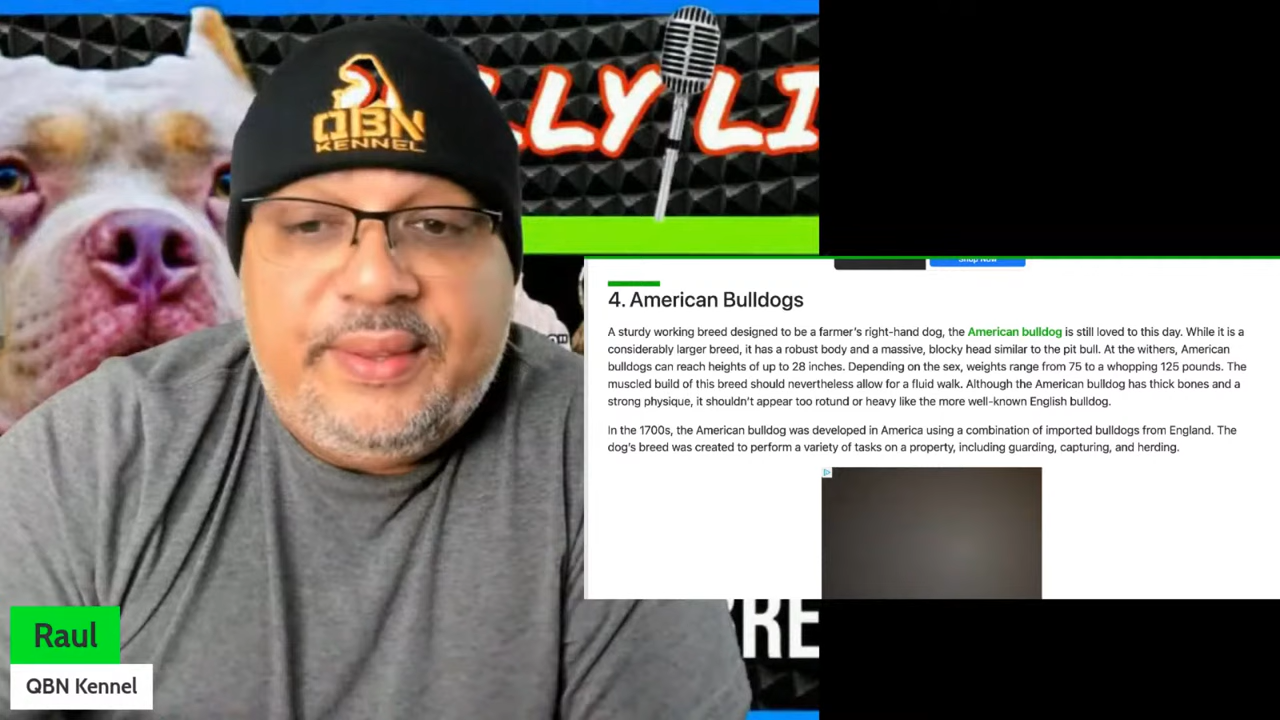 QBN
KENNEL
LLY LI
Shop Now
4. American Bulldogs
A sturdy working breed designed to be a farmer's right-hand dog, the American bulldog is still loved to this day. While it is a
considerably larger breed, it has a robust body and a massive, blocky head similar to the pit bull. At the withers, American
bulldogs can reach heights of up to 28 inches. Depending on the sex, weights range from 75 to a whopping 125 pounds. The
muscled build of this breed should nevertheless allow for a fluid walk. Although the American bulldog has thick bones and a
strong physique, it shouldn't appear too rotund or heavy like the more well-known English bulldog.
In the 1700s, the American bulldog was developed in America using a combination of imported bulldogs from England. The
dog's breed was created to perform a variety of tasks on a property, including guarding, capturing, and herding.
RRE
Raul
QBN Kennel